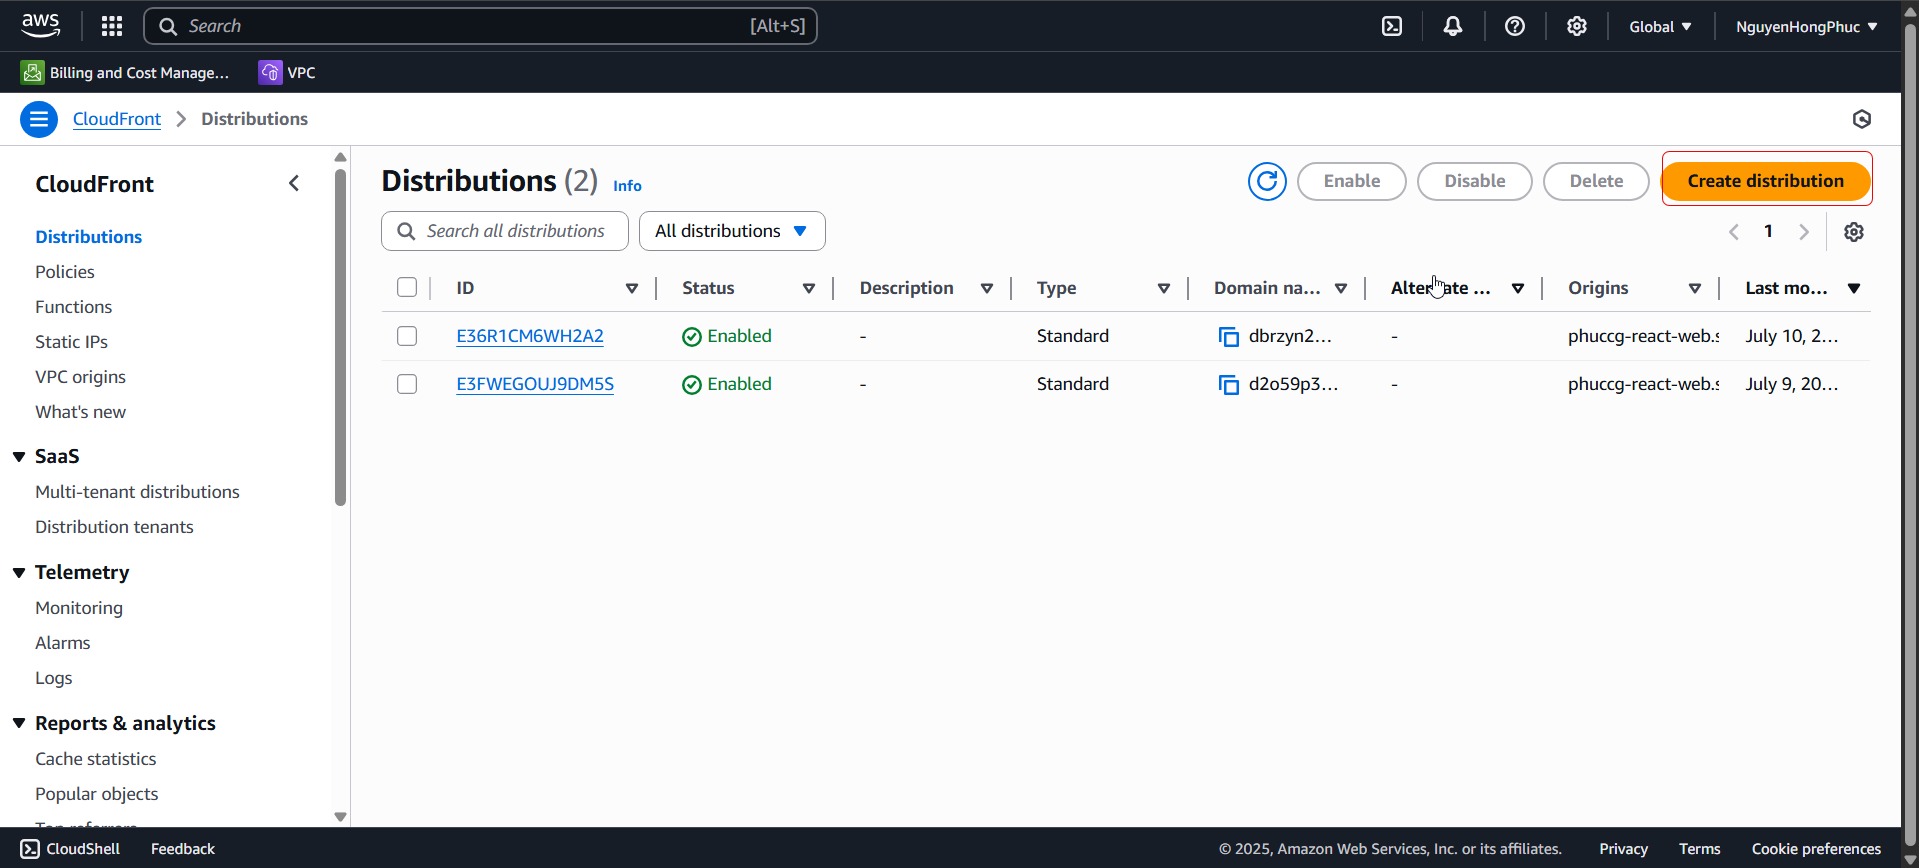 aws
Search [Alt+S]
Global
NguyenHongPhuc
Billing and Cost Manage...
VPC
CloudFront
Distributions
CloudFront
Distributions
Policies
Functions
Static IPs
VPC origins
What's new
SaaS
Multi-tenant distributions
Distribution tenants
Telemetry
Monitoring
Alarms
Logs
Reports & analytics
Cache statistics
Popular objects
Distributions (2) Info
Enable
Disable
Delete
Create distribution
Search all distributions
All distributions
1
ID Status Description Type Domain na... Alternate ... Origins Last mo...
E36R1CM6WH2A2 Enabled - Standard dbrzyn2... - phuccg-react-web.s July 10, 2...
E3FWEGOUJ9DM5S Enabled - Standard d2o59p3... - phuccg-react-web.s July 9, 20...
CloudShell Feedback © 2025, Amazon Web Services, Inc. or its affiliates. Privacy Terms Cookie preferences